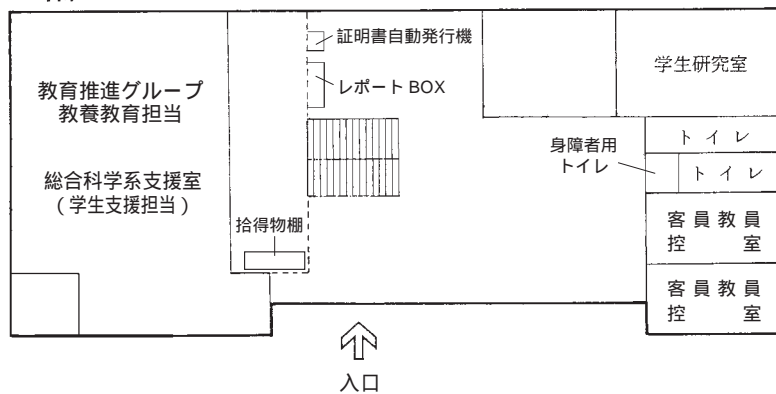 証明書自動発行機
レポート BOX
教育推進グループ
教養教育担当
総合科学系支援室
(学生支援担当)
拾得物棚
学生研究室
トイレ
身障者用
トイレ
トイレ
客員教員
控室
客員教員
控室
入口